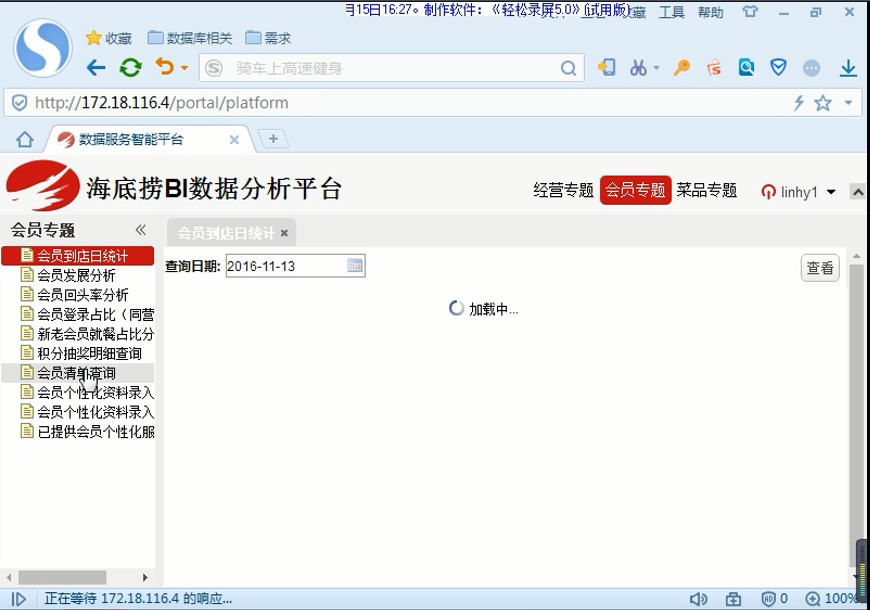 月15日16:27。制作软件：《轻松录屏5.0》(试用版)
收藏 工具 帮助
收藏 数据库相关 需求
骑车上高速健身
http://172.18.116.4/portal/platform
数据服务智能平台
海底捞BI数据分析平台
经营专题 会员专题 菜品专题 linhy1
会员专题
会员到店日统计
会员到店日统计
会员发展分析
会员回头率分析
会员登录占比（同营
新老会员就餐占比分
积分抽奖明细查询
会员清单查询
会员个性化资料录入
会员个性化资料录入
已提供会员个性化服
查询日期: 2016-11-13 查看
加载中...
正在等待 172.18.116.4 的响应...
0 100%